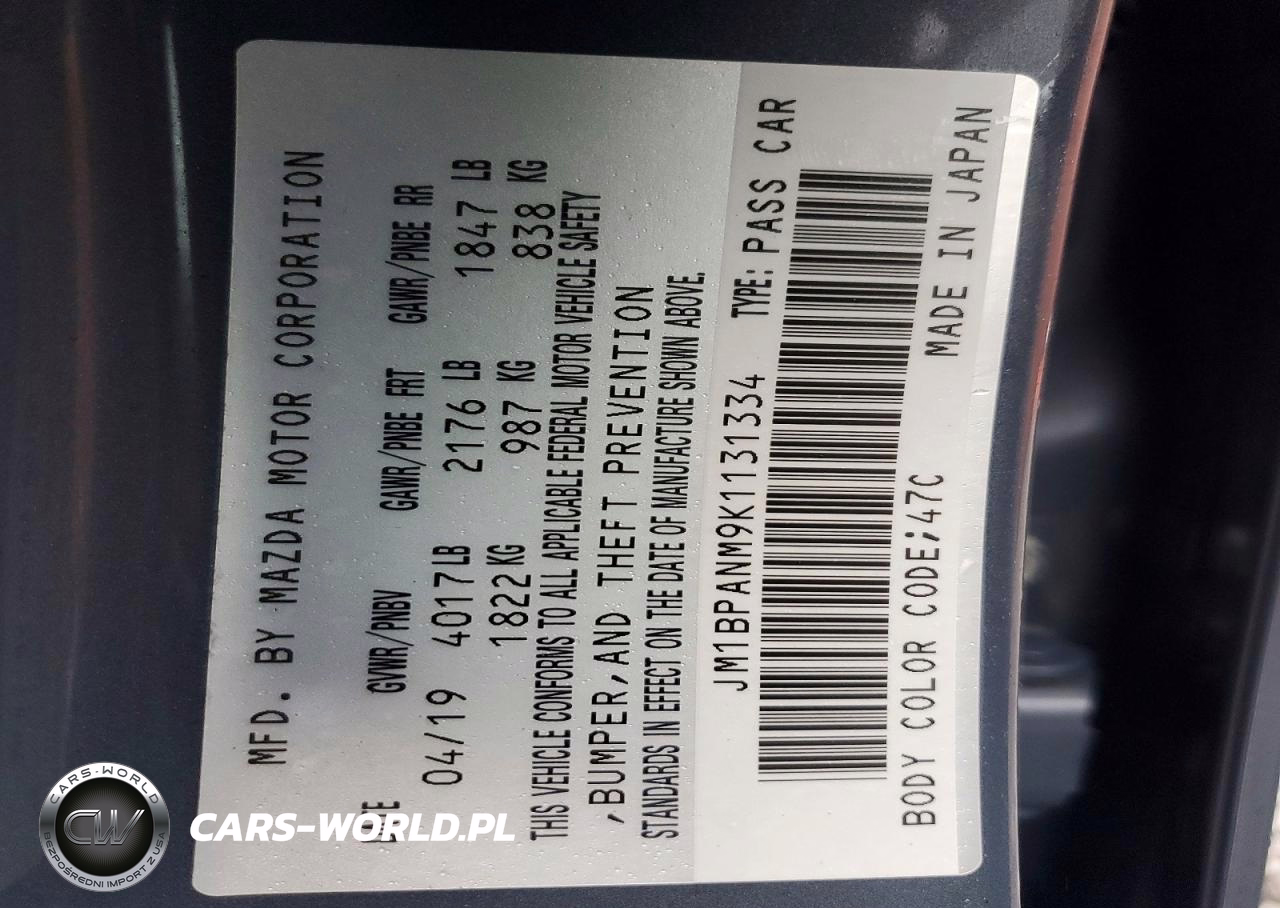 MFD. BY MAZDA MOTOR CORPORATION
GVWR/PNBV GAWR/PNBE FRT GAWR/PNBE RR
04/19 4017LB 2176 LB 1847 LB
1822KG 987 KG 838 KG
THIS VEHICLE CONFORMS TO ALL APPLICABLE FEDERAL MOTOR VEHICLE SAFETY
,BUMPER,AND THEFT PREVENTION
STANDARDS IN EFFECT ON THE DATE OF MANUFACTURE SHOWN ABOVE.
JM1BPANM9K1131334 TYPE: PASS CAR
BODY COLOR CODE;47C MADE IN JAPAN
CARS-WORLD
CW
BEZPOŚREDNI IMPORT Z USA
CARS-WORLD.PL